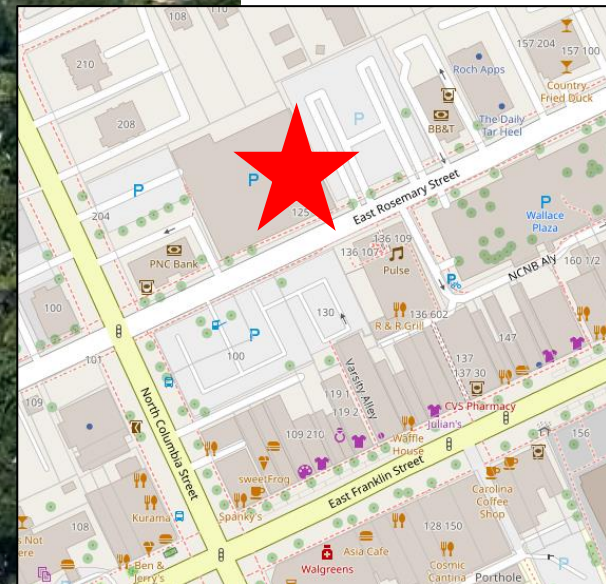 108
110
210
157 204
157 100
Roch Apps
Country
Fried Duck
BB&T
The Daily
Tar Heel
208
P
P
P
204
125
East Rosemary Street
P
Wallace
Plaza
PNC Bank
136 109
136 107
Pulse
NCNB Aly
160 1/2
100
130
136 602
R & R Grill
P
101
100
147
137
137 30
Varsity Alley
119 1
119 2
CVS Pharmacy
Julian's
109
North Columbia Street
109 210
Waffle
House
156
sweetFrog
East Franklin Street
Carolina
Coffee
Shop
Kurama
Spanky's
128 150
108
Asia Cafe
Ben &
Jerry's
Walgreens
Cosmic
Cantina
Porthole